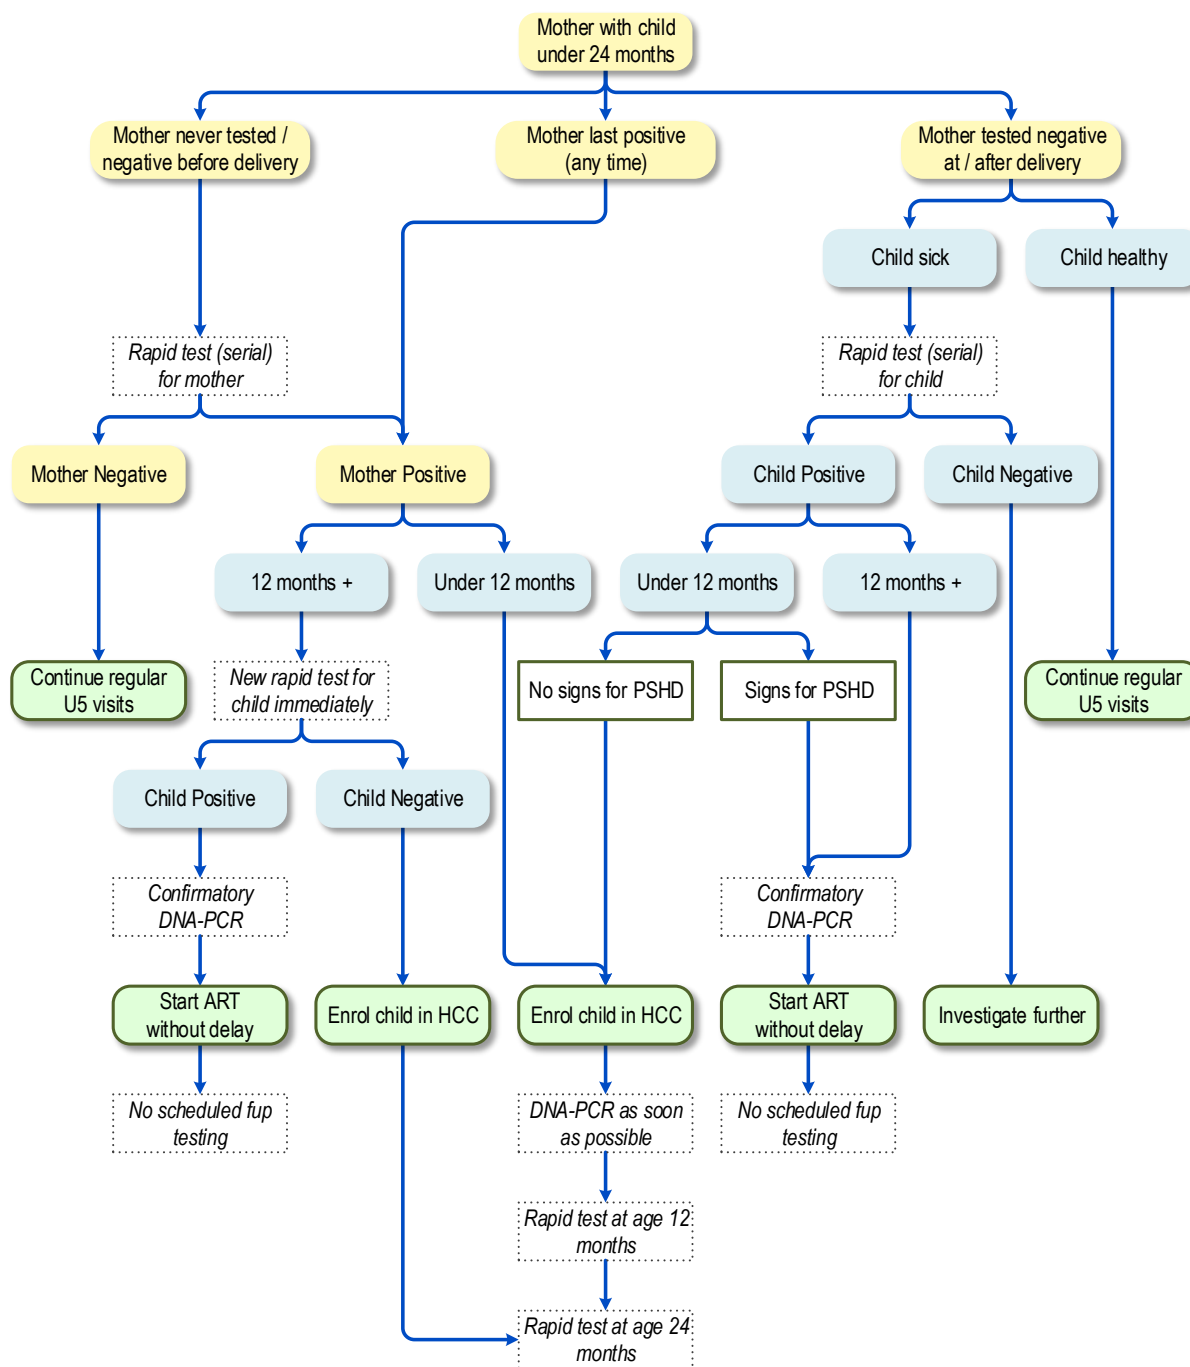 Mother with child
under 24 months
Mother never tested /
negative before delivery
Mother last positive
(any time)
Mother tested negative
at / after delivery
Child sick
Child healthy
Rapid test (serial)
for mother
Rapid test (serial)
for child
Mother Negative
Mother Positive
Child Positive
Child Negative
12 months +
Under 12 months
Under 12 months
12 months +
Continue regular
U5 visits
New rapid test for
child immediately
No signs for PSHD
Signs for PSHD
Continue regular
U5 visits
Child Positive
Child Negative
Confirmatory
DNA-PCR
Confirmatory
DNA-PCR
Start ART
without delay
Enrol child in HCC
Enrol child in HCC
Start ART
without delay
Investigate further
No scheduled fup
testing
DNA-PCR as soon
as possible
No scheduled fup
testing
Rapid test at age 12
months
Rapid test at age 24
months